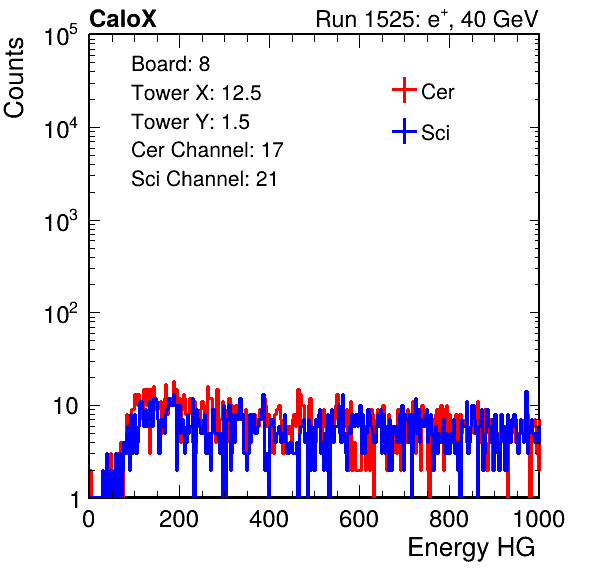 CaloX Run 1525: e⁺, 40 GeV
Counts
10⁵
10⁴
10³
10²
10
1
Board: 8
Tower X: 12.5
Tower Y: 1.5
Cer Channel: 17
Sci Channel: 21
Cer
Sci
0 200 400 600 800 1000
Energy HG